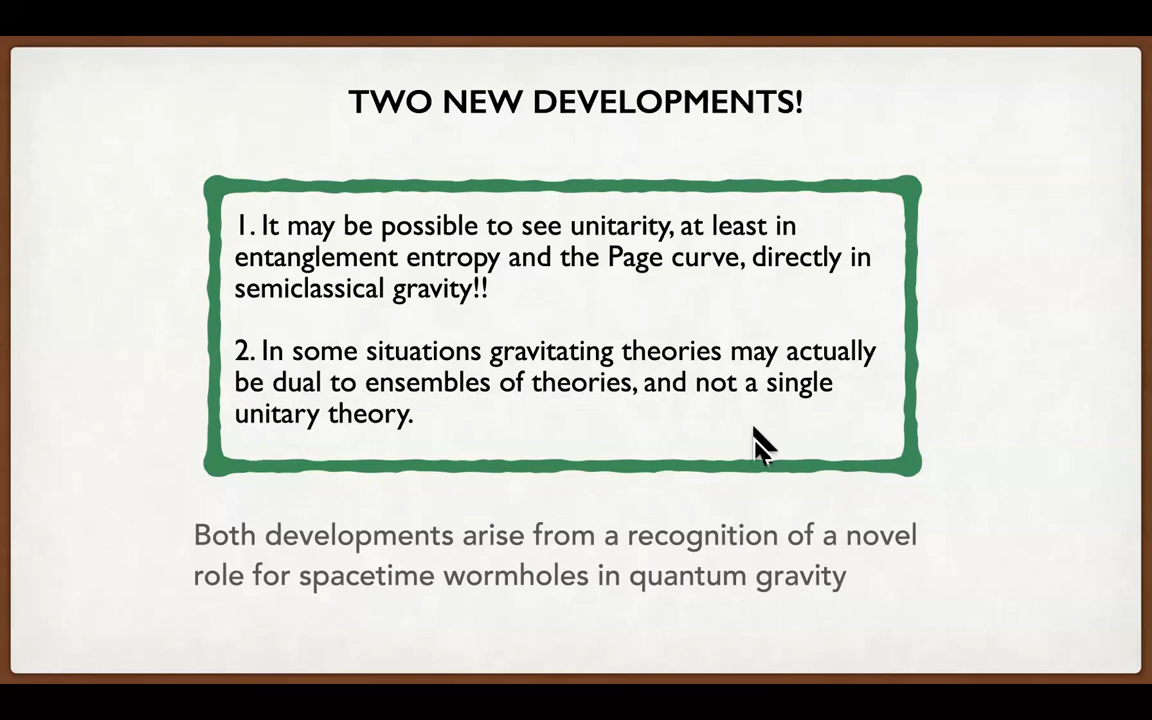 TWO NEW DEVELOPMENTS!
1. It may be possible to see unitarity, at least in
entanglement entropy and the Page curve, directly in
semiclassical gravity!!
2. In some situations gravitating theories may actually
be dual to ensembles of theories, and not a single
unitary theory.
Both developments arise from a recognition of a novel
role for spacetime wormholes in quantum gravity